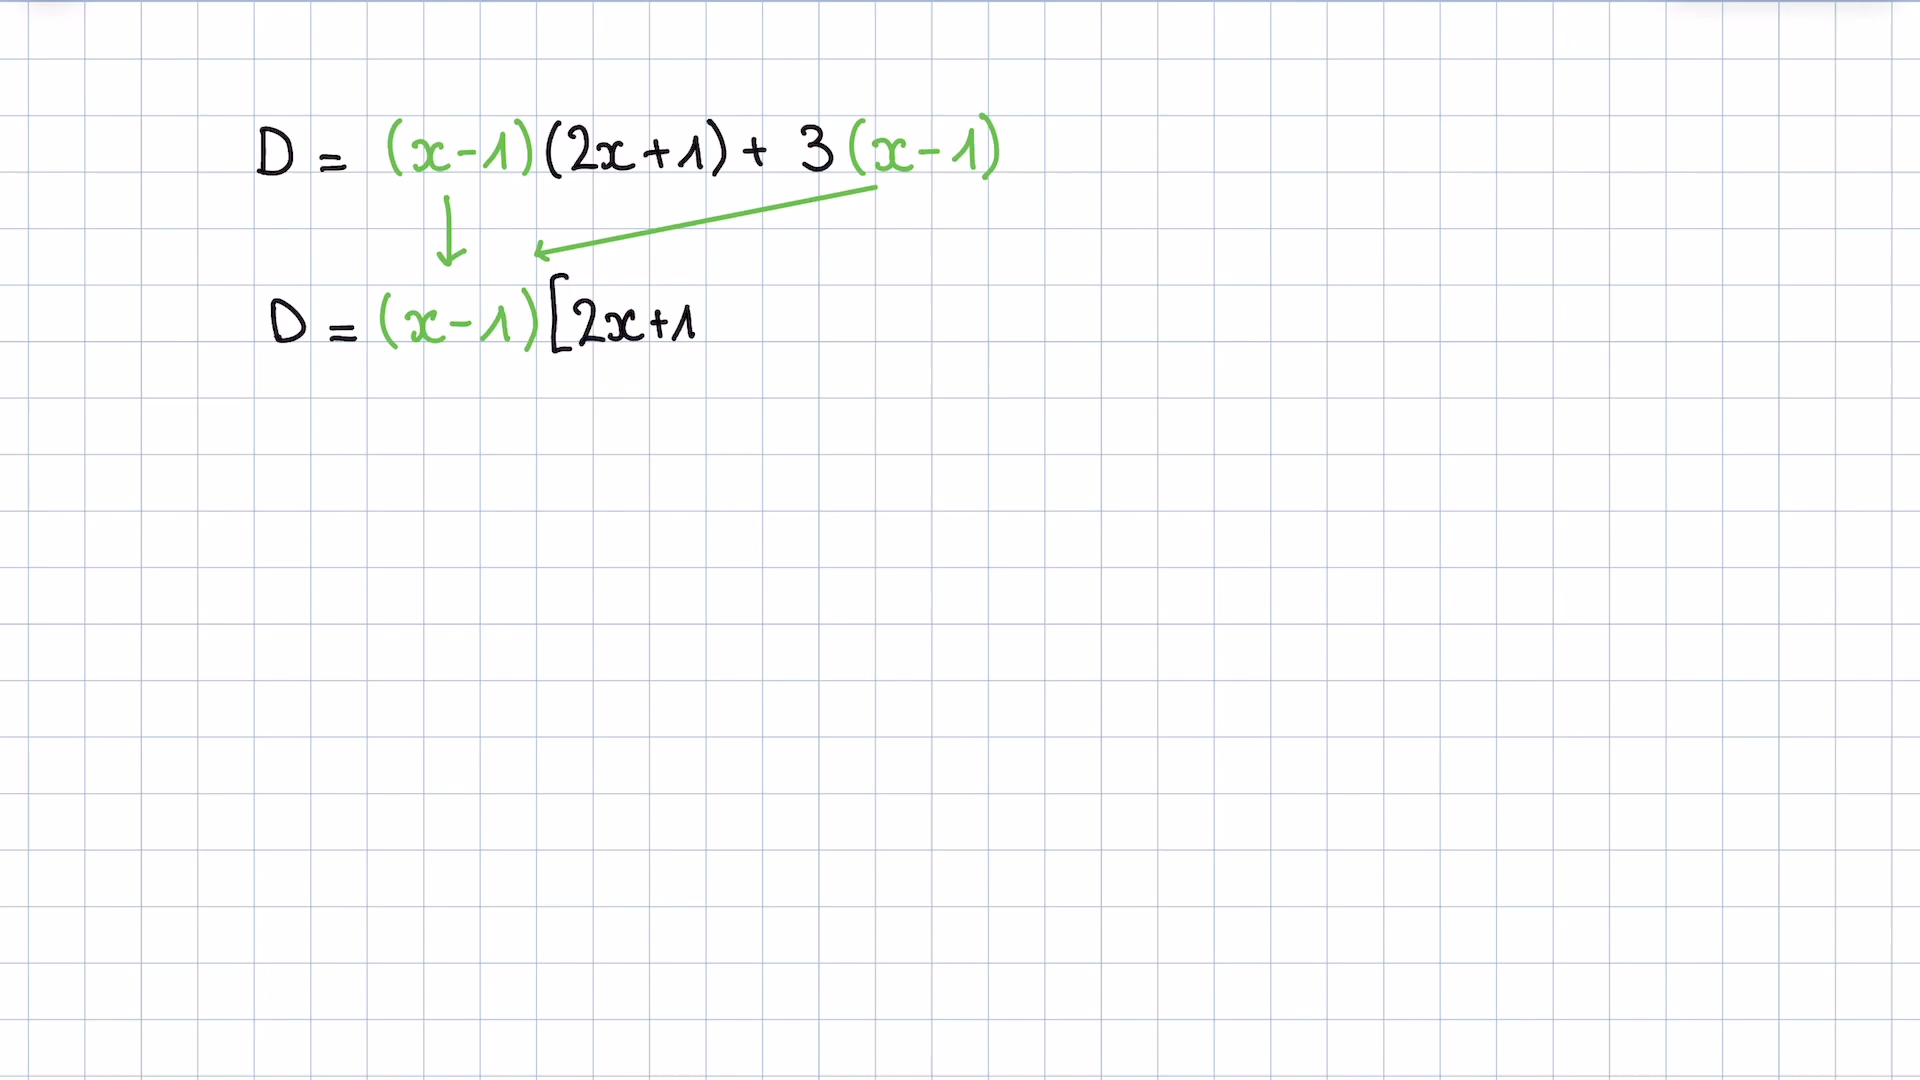 D = (x-1)(2x+1) + 3(x-1)
D = (x-1)[2x+1